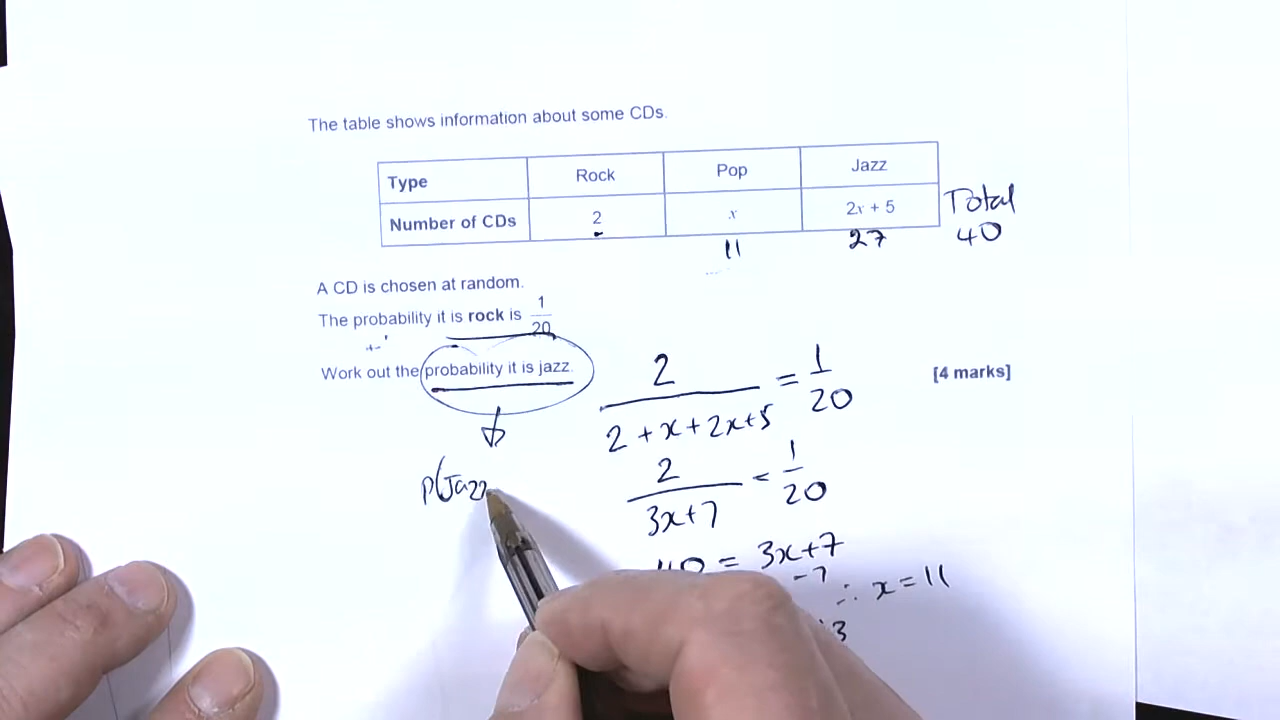 The table shows information about some CDs.
Type Rock Pop Jazz
Number of CDs 2 x 2x + 5
Total
11 27 40
A CD is chosen at random.
The probability it is rock is 1/20
Work out the probability it is jazz.
[4 marks]
2/(2 + x + 2x + 5) = 1/20
2/(3x + 7) = 1/20
40 = 3x + 7
-7
∴ x = 11
P(Jazz